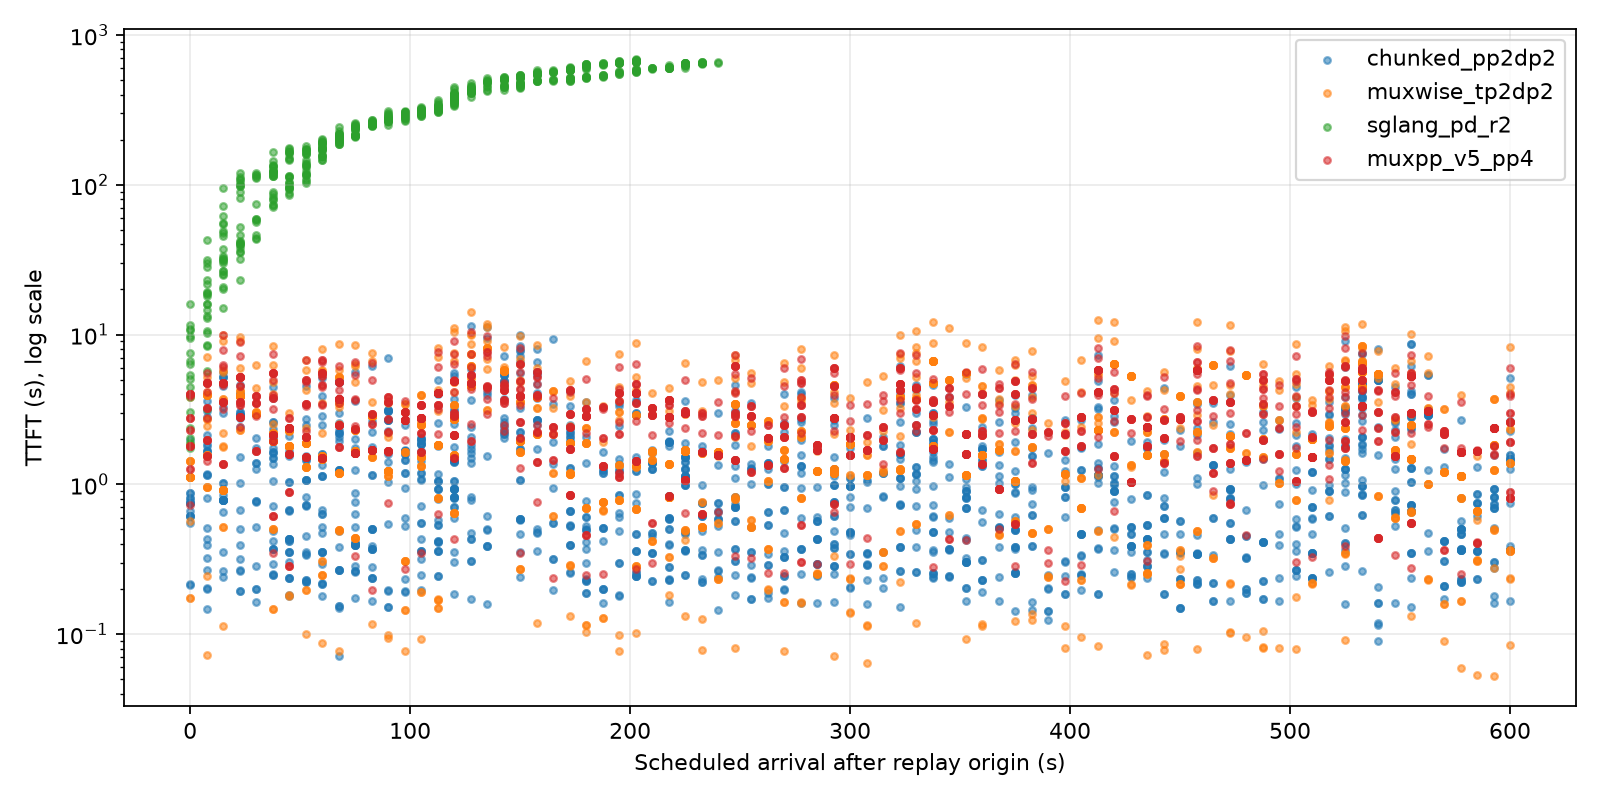 10³
10²
10¹
10⁰
10⁻¹
TTFT (s), log scale
chunked_pp2dp2
muxwise_tp2dp2
sglang_pd_r2
muxpp_v5_pp4
0 100 200 300 400 500 600
Scheduled arrival after replay origin (s)